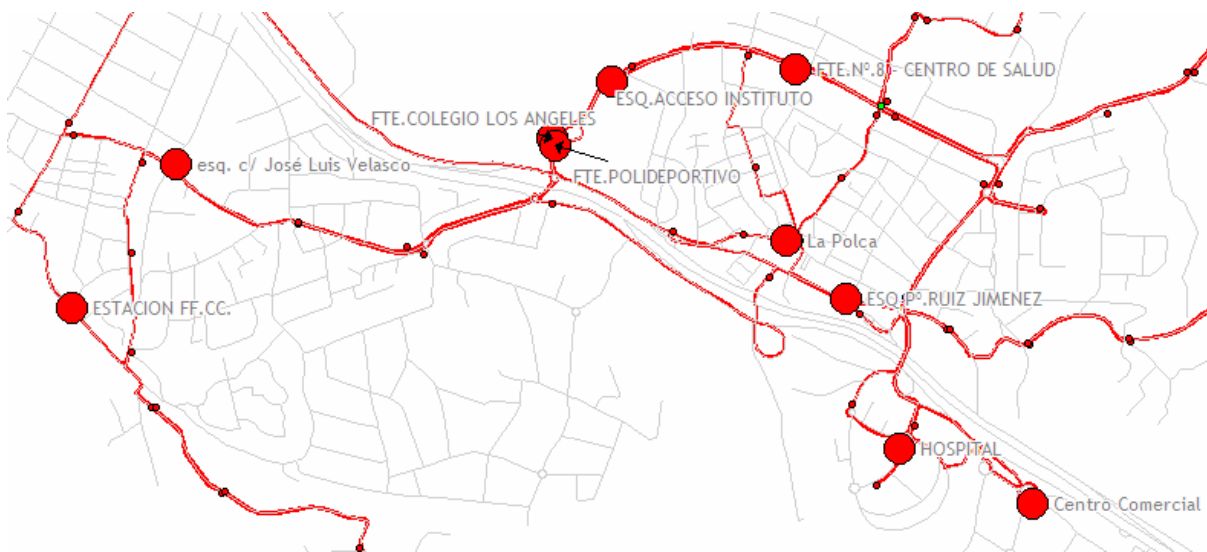 FTE.Nº.8 - CENTRO DE SALUD
ESQ.ACCESO INSTITUTO
FTE.COLEGIO LOS ANGELES
esq. c/ José Luis Velasco
FTE.POLIDEPORTIVO
La Polca
ESTACION FF.CC.
ESQ.Pº.RUIZ JIMENEZ
HOSPITAL
Centro Comercial